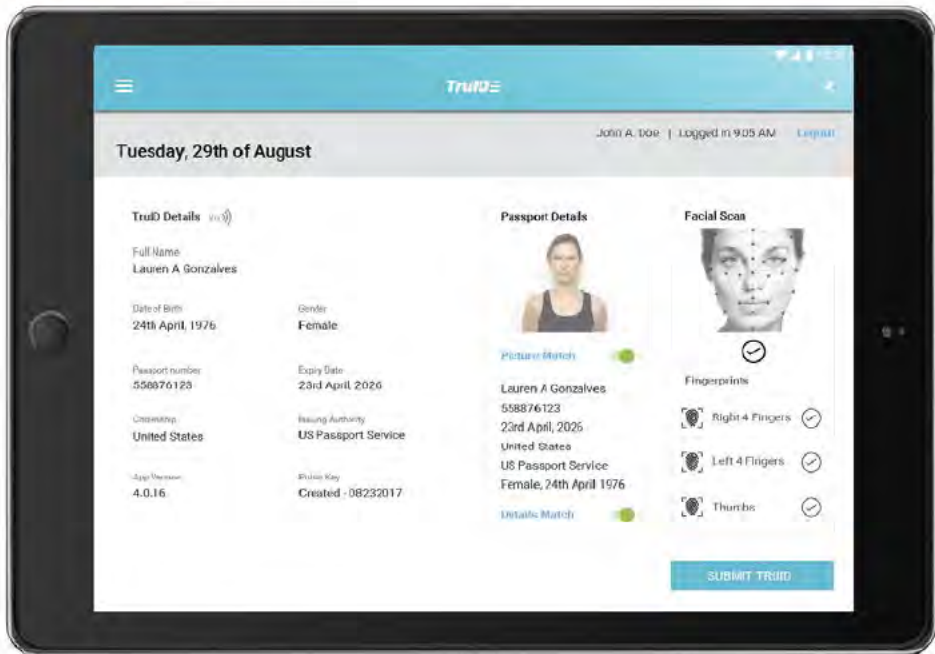 TruID
John A. Doe | Logged in 9:05 AM Logout
Tuesday, 29th of August
TruID Details
Full Name
Lauren A Gonzalves
Date of Birth
24th April, 1976
Gender
Female
Passport number
558876123
Expiry Date
23rd April, 2026
Citizenship
United States
Issuing Authority
US Passport Service
App Version
4.0.16
Public Key
Created - 08232017
Passport Details
Picture Match
Lauren A Gonzalves
558876123
23rd April, 2026
United States
US Passport Service
Female, 24th April 1976
Details Match
Facial Scan
Fingerprints
Right 4 Fingers
Left 4 Fingers
Thumbs
SUBMIT TRUID